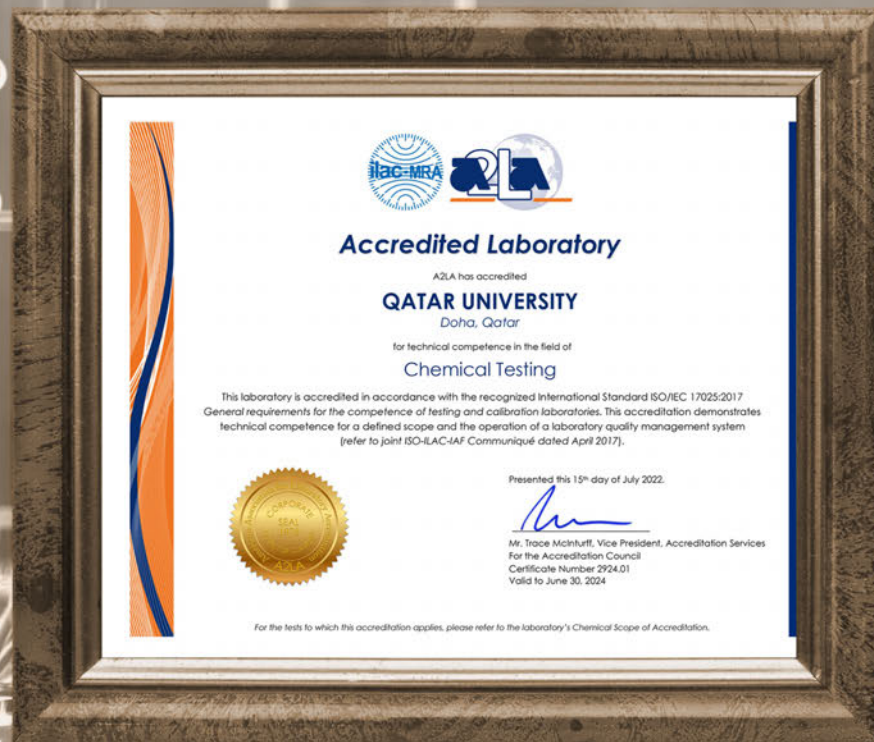 ilac-MRA
a2La
Accredited Laboratory
A2LA has accredited
QATAR UNIVERSITY
Doha, Qatar
for technical competence in the field of
Chemical Testing
This laboratory is accredited in accordance with the recognized International Standard ISO/IEC 17025:2017
General requirements for the competence of testing and calibration laboratories. This accreditation demonstrates
technical competence for a defined scope and the operation of a laboratory quality management system
(refer to joint ISO-ILAC-IAF Communiqué dated April 2017).
CORPORATE
SEAL
A2LA
Presented this 15th day of July 2022.
Mr. Trace McInturff, Vice President, Accreditation Services
For the Accreditation Council
Certificate Number 2924.01
Valid to June 30, 2024
For the tests to which this accreditation applies, please refer to the laboratory's Chemical Scope of Accreditation.